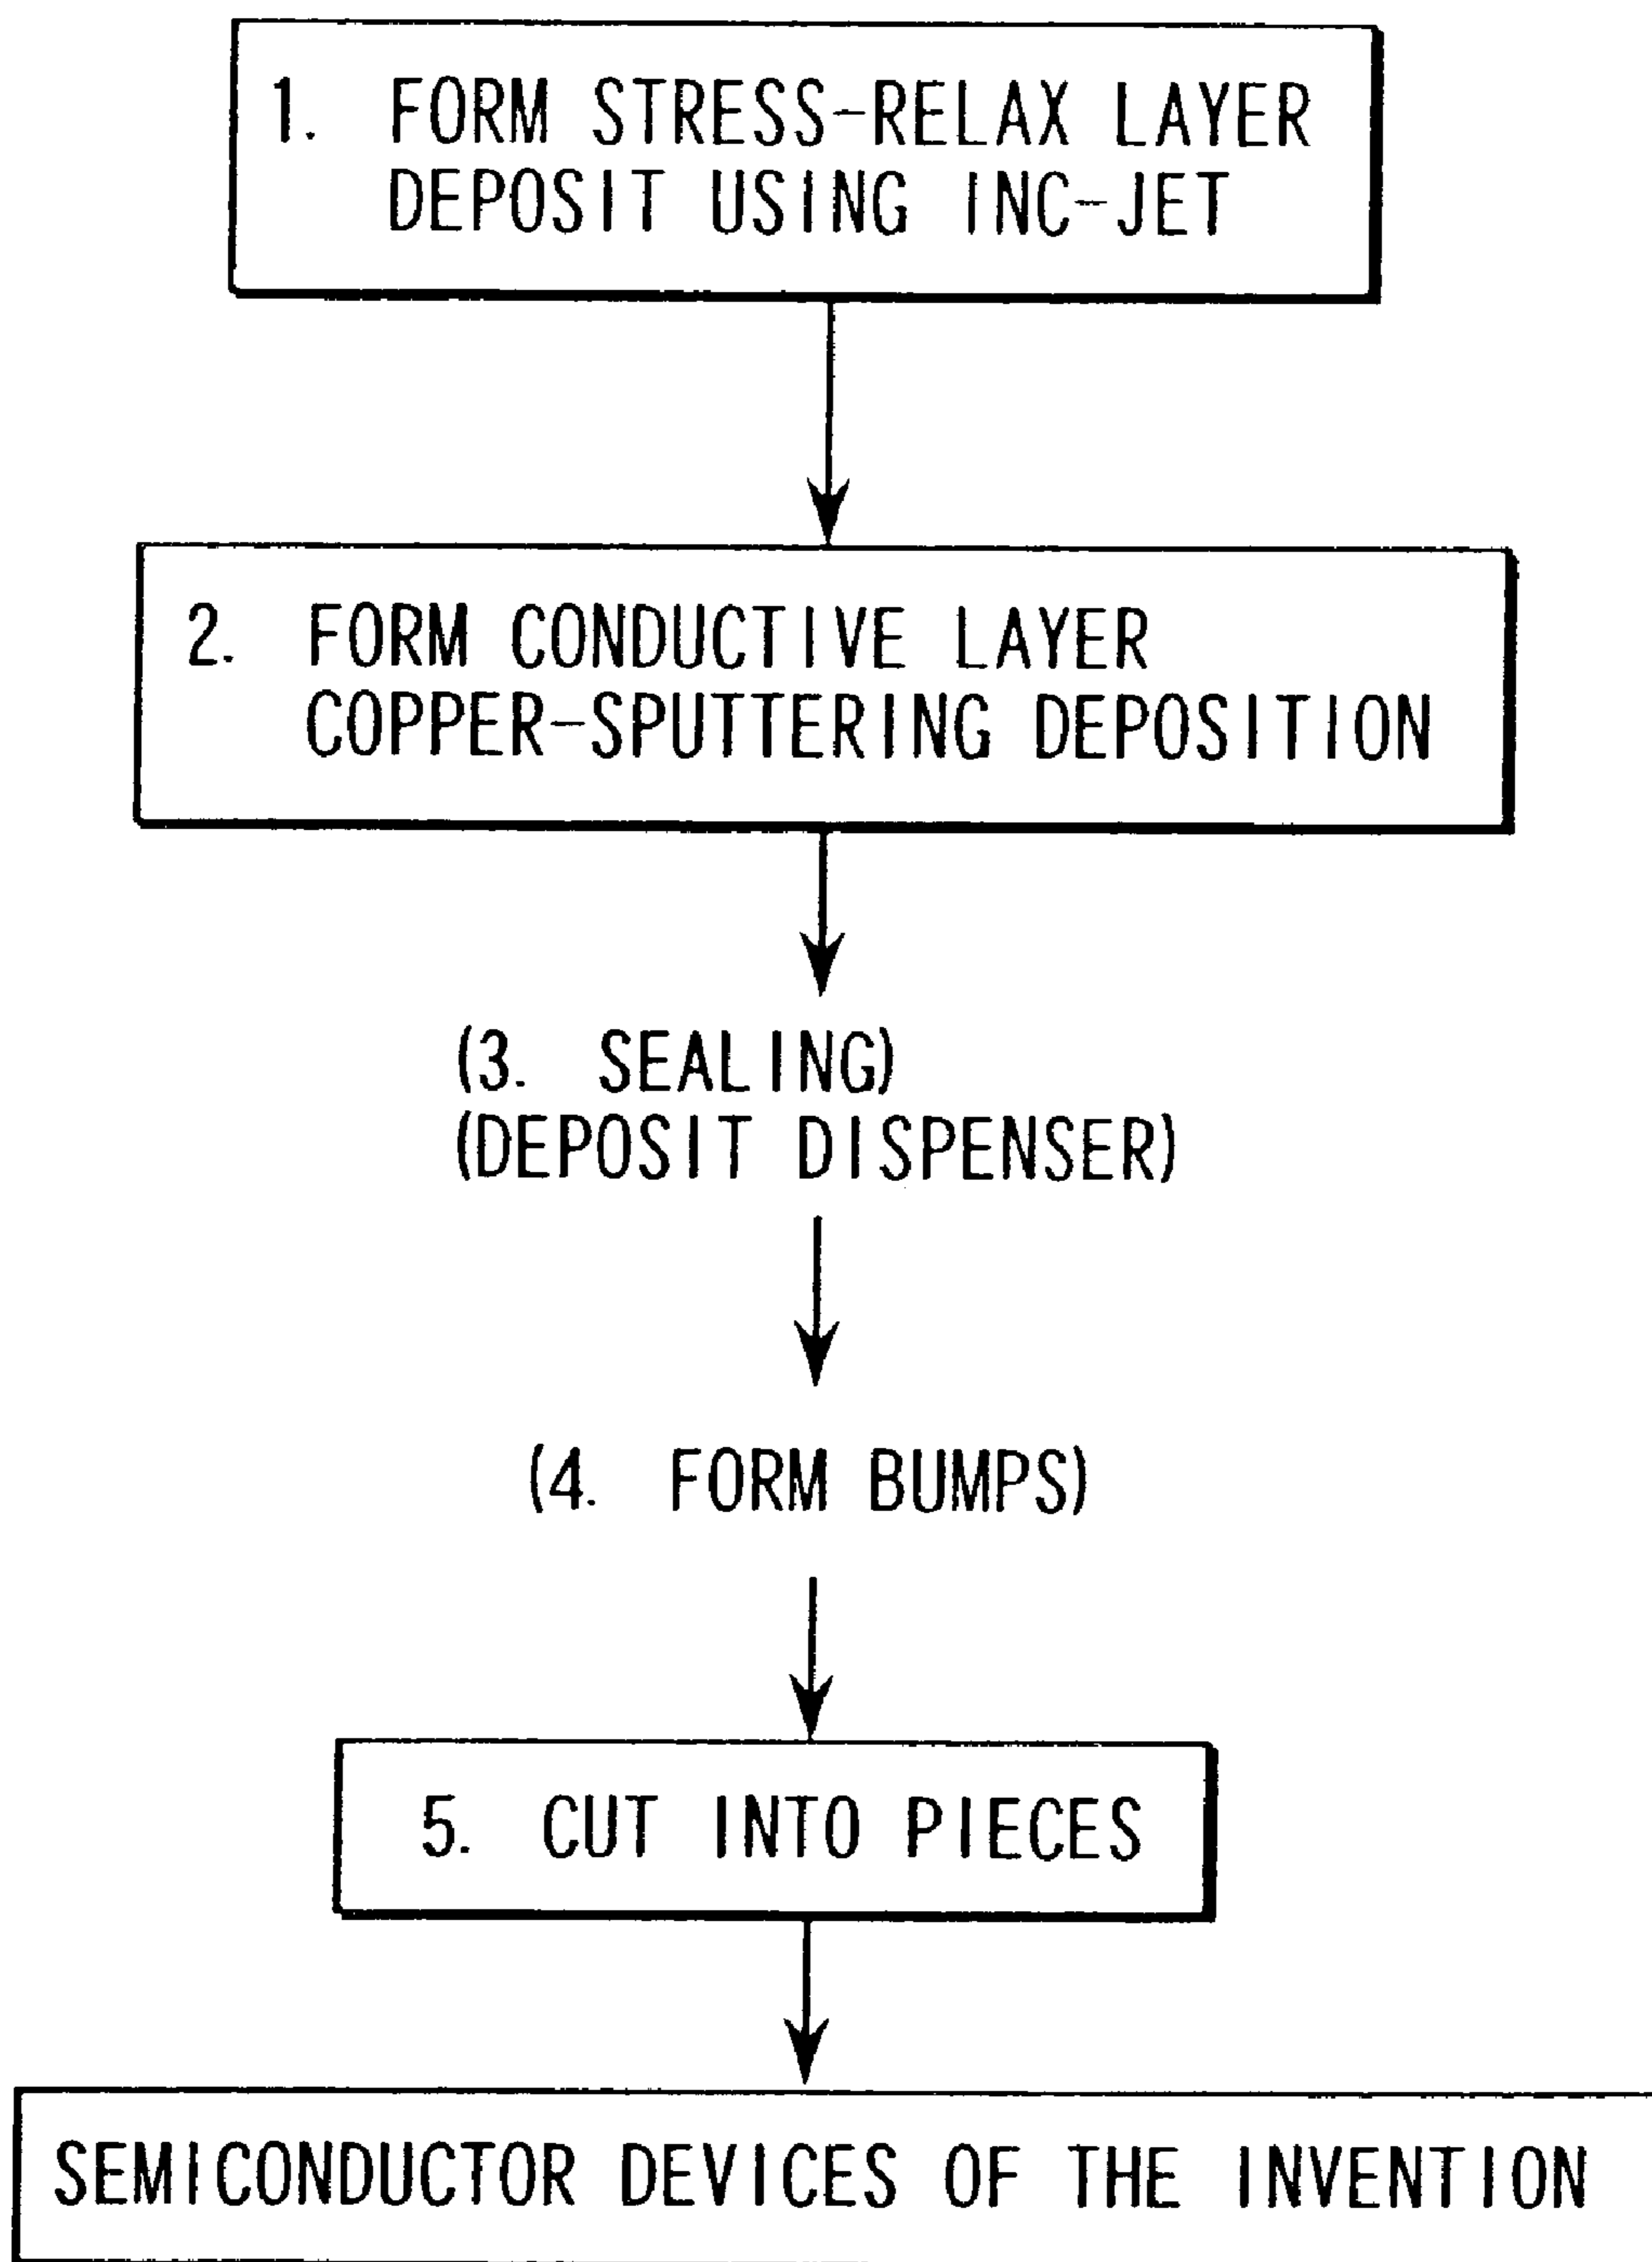 1. FORM STRESS-RELAX LAYER
DEPOSIT USING INC-JET
2. FORM CONDUCTIVE LAYER
COPPER-SPUTTERING DEPOSITION
(3. SEALING)
(DEPOSIT DISPENSER)
(4. FORM BUMPS)
5. CUT INTO PIECES
SEMICONDUCTOR DEVICES OF THE INVENTION